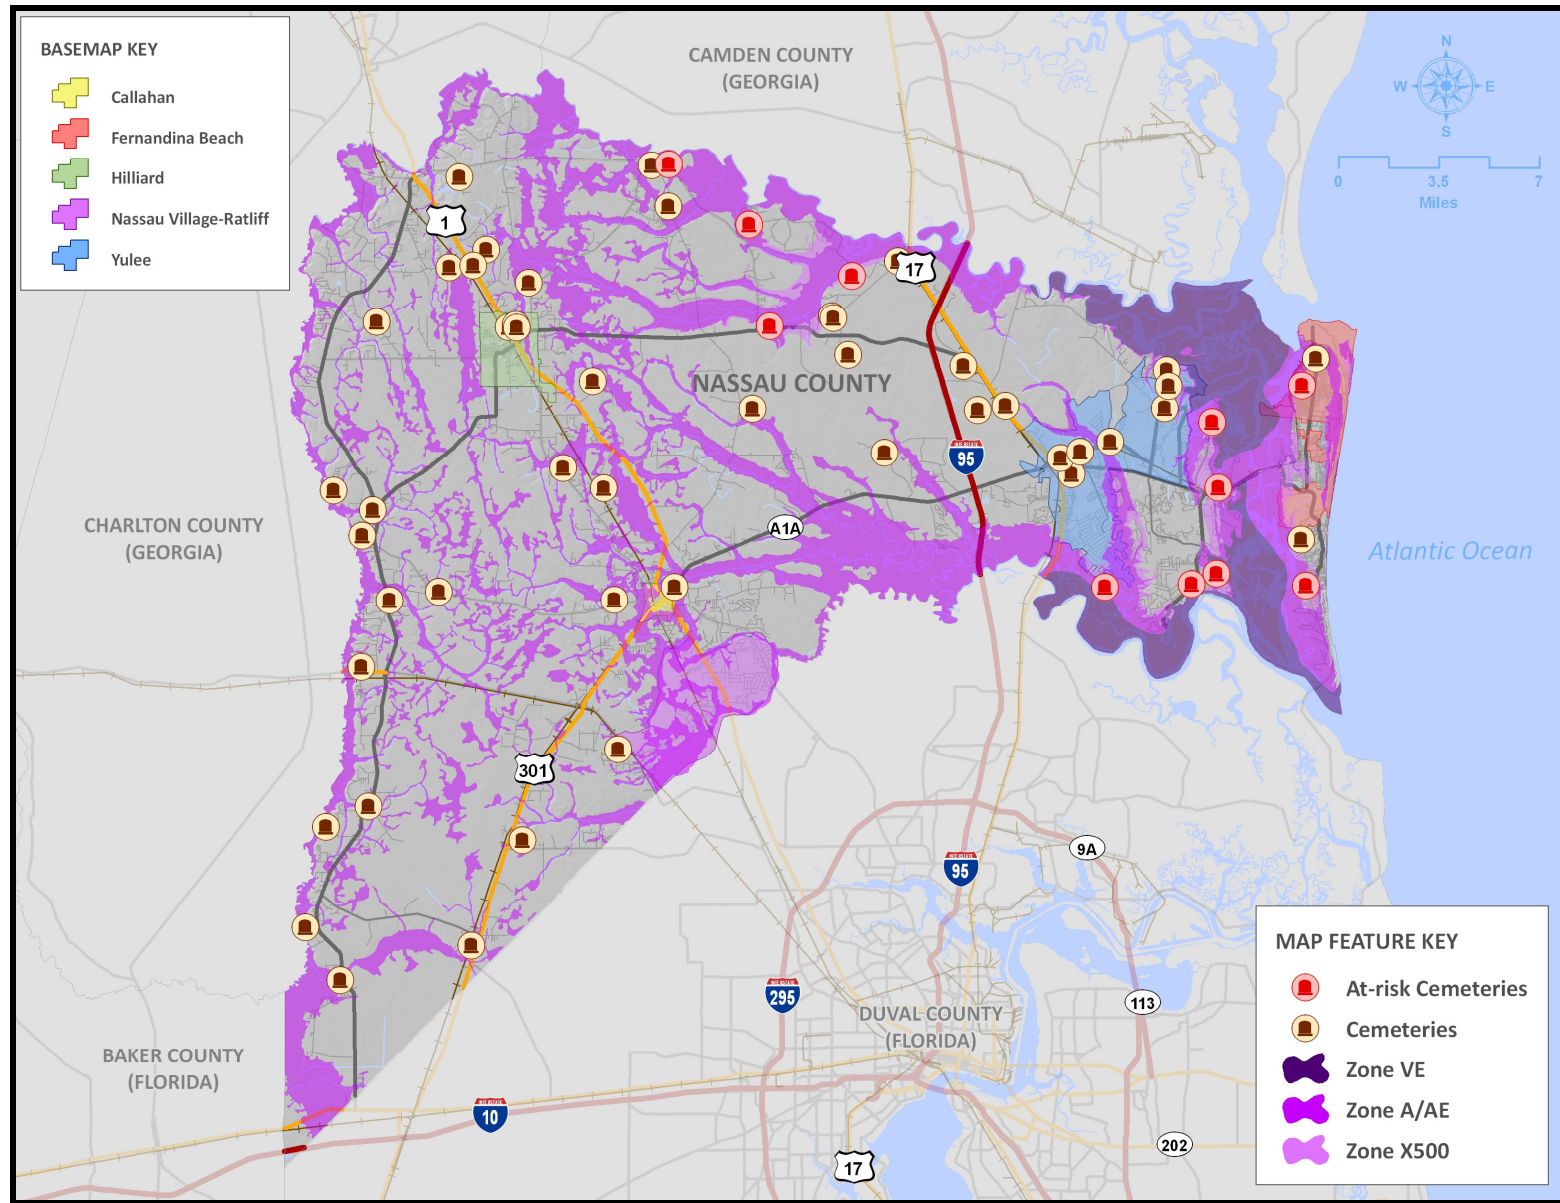 BASEMAP KEY
Callahan
Fernandina Beach
Hilliard
Nassau Village-Ratliff
Yulee
CAMDEN COUNTY
(GEORGIA)
N
W
E
S
0
3.5
7
Miles
1
17
NASSAU COUNTY
95
A1A
CHARLTON COUNTY
(GEORGIA)
Atlantic Ocean
301
9A
95
295
113
DUVAL COUNTY
(FLORIDA)
BAKER COUNTY
(FLORIDA)
10
17
202
MAP FEATURE KEY
At-risk Cemeteries
Cemeteries
Zone VE
Zone A/AE
Zone X500